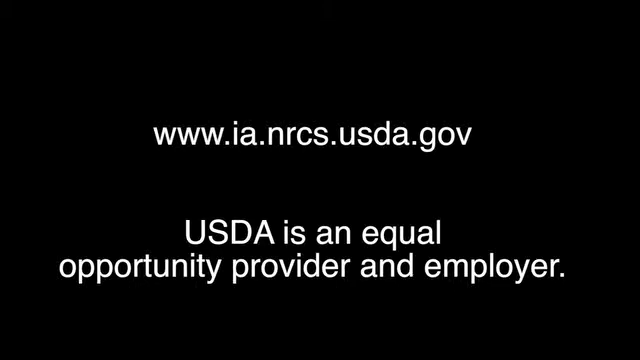 www.ia.nrcs.usda.gov
USDA is an equal
opportunity provider and employer.